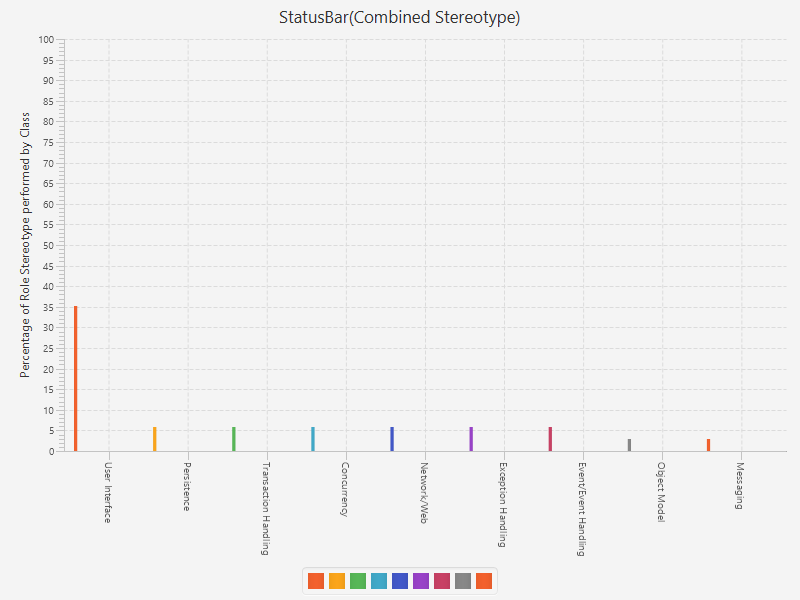 StatusBar(Combined Stereotype)
Percentage of Role Stereotype performed by Class
100
95
90
85
80
75
70
65
60
55
50
45
40
35
30
25
20
15
10
5
0
User Interface
Persistence
Transaction Handling
Concurrency
Network/Web
Exception Handling
Event/Event Handling
Object Model
Messaging